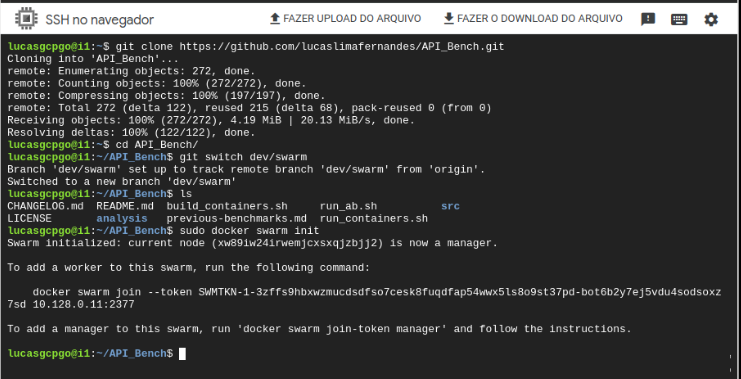 SSH no navegador
FAZER UPLOAD DO ARQUIVO
FAZER O DOWNLOAD DO ARQUIVO
lucasgcpgo@i1:~$ git clone https://github.com/lucaslimafernandes/API_Bench.git
Cloning into 'API_Bench'...
remote: Enumerating objects: 272, done.
remote: Counting objects: 100% (272/272), done.
remote: Compressing objects: 100% (197/197), done.
remote: Total 272 (delta 122), reused 215 (delta 68), pack-reused 0 (from 0)
Receiving objects: 100% (272/272), 4.19 MiB | 20.13 MiB/s, done.
Resolving deltas: 100% (122/122), done.
lucasgcpgo@i1:~$ cd API_Bench/
lucasgcpgo@i1:~/API_Bench$ git switch dev/swarm
Branch 'dev/swarm' set up to track remote branch 'dev/swarm' from 'origin'.
Switched to a new branch 'dev/swarm'
lucasgcpgo@i1:~/API_Bench$ ls
CHANGELOG.md  README.md  build_containers.sh     run_ab.sh          src
LICENSE       analysis   previous-benchmarks.md  run_containers.sh
lucasgcpgo@i1:~/API_Bench$ sudo docker swarm init
Swarm initialized: current node (xw89iw24irwemjcxsxqjzbjj2) is now a manager.
To add a worker to this swarm, run the following command:
docker swarm join --token SWMTKN-1-3zffs9hbxwzmucdsdfso7cesk8fuqdfap54wwx5ls8o9st37pd-bot6b2y7ej5vdu4sodsoxz
7sd 10.128.0.11:2377
To add a manager to this swarm, run 'docker swarm join-token manager' and follow the instructions.
lucasgcpgo@i1:~/API_Bench$